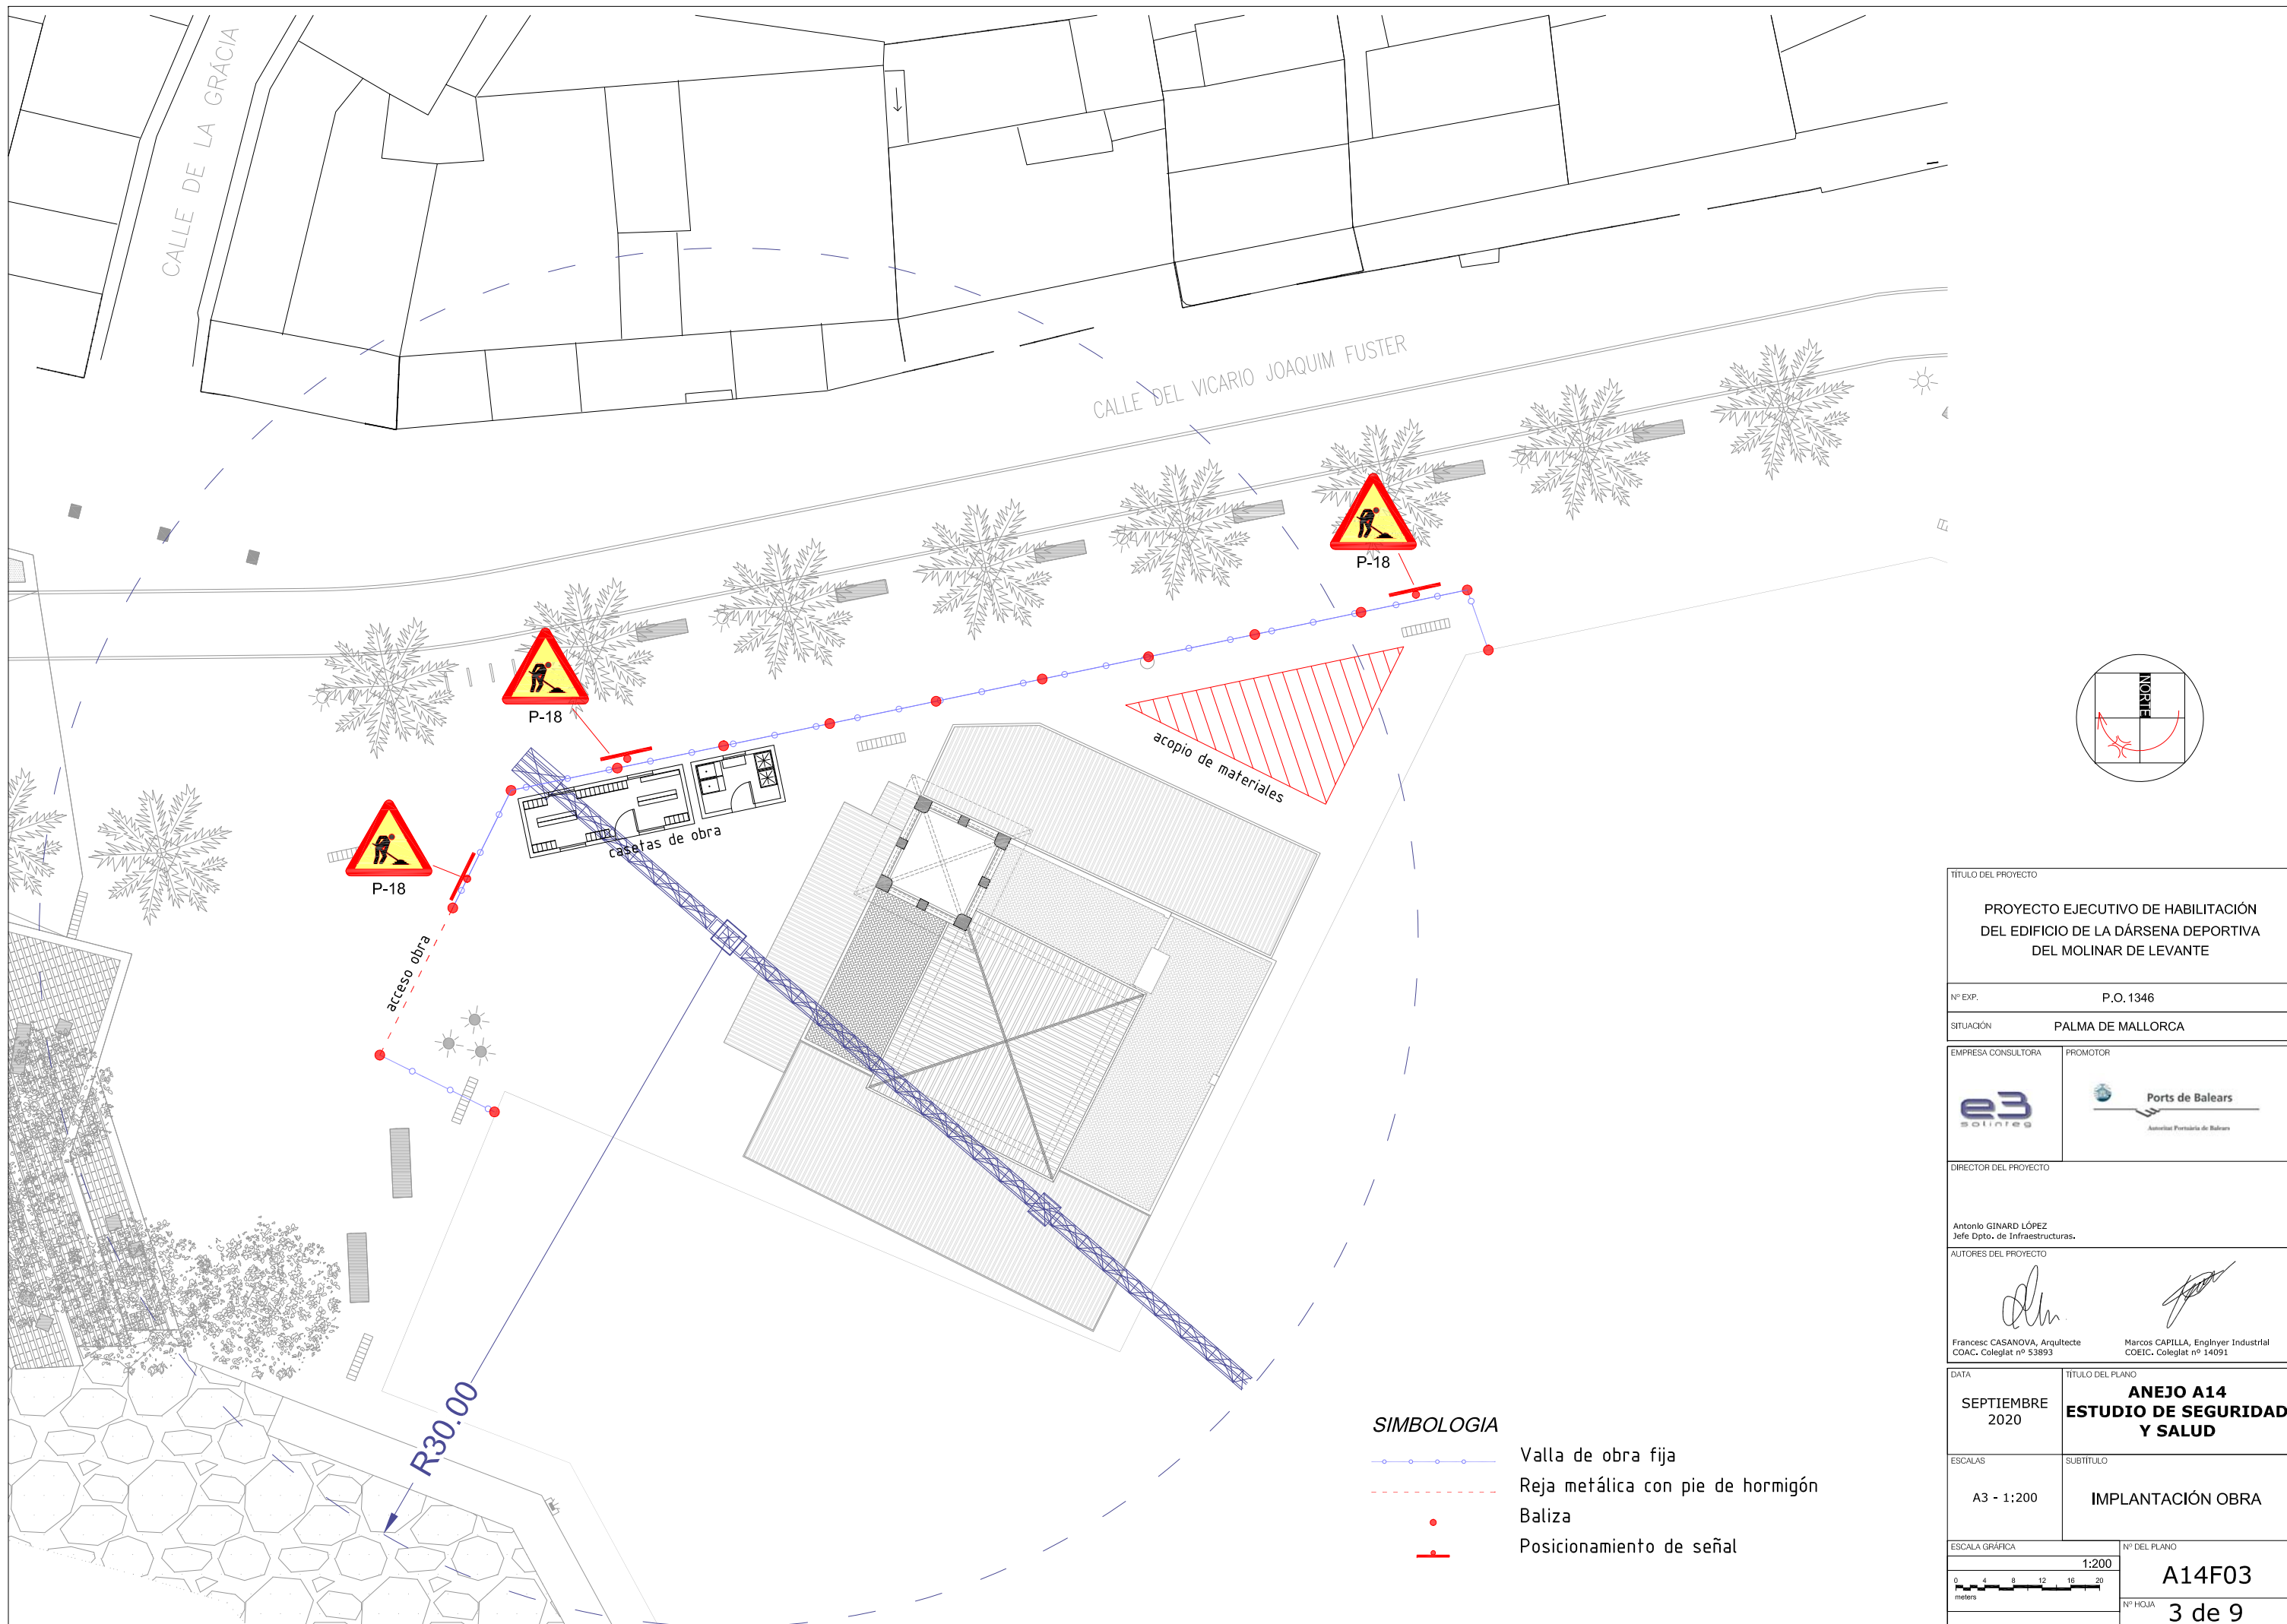 CALLE DE LA GRÁCIA
CALLE DEL VICARIO JOAQUIM FUSTER
P-18
P-18
P-18
acopio de materiales
casetas de obra
acceso obra
R30.00
NORTE
SIMBOLOGIA
Valla de obra fija
Reja metálica con pie de hormigón
Baliza
Posicionamiento de señal
TÍTULO DEL PROYECTO
PROYECTO EJECUTIVO DE HABILITACIÓN
DEL EDIFICIO DE LA DÁRSENA DEPORTIVA
DEL MOLINAR DE LEVANTE
Nº EXP.
P.O. 1346
SITUACIÓN
PALMA DE MALLORCA
EMPRESA CONSULTORA
PROMOTOR
e3
solinteg
Ports de Balears
Autoritat Portuària de Balears
DIRECTOR DEL PROYECTO
Antonio GINARD LÓPEZ
Jefe Dpto. de Infraestructuras.
AUTORES DEL PROYECTO
Francesc CASANOVA, Arquitecte
COAC. Colegiat nº 53893
Marcos CAPILLA, Enginyer Industrial
COEIC. Colegiat nº 14091
DATA
SEPTIEMBRE
2020
TÍTULO DEL PLANO
ANEJO A14
ESTUDIO DE SEGURIDAD
Y SALUD
ESCALAS
A3 - 1:200
SUBTÍTULO
IMPLANTACIÓN OBRA
ESCALA GRÁFICA
1:200
0 4 8 12 16 20
meters
Nº DEL PLANO
A14F03
Nº HOJA
3 de 9